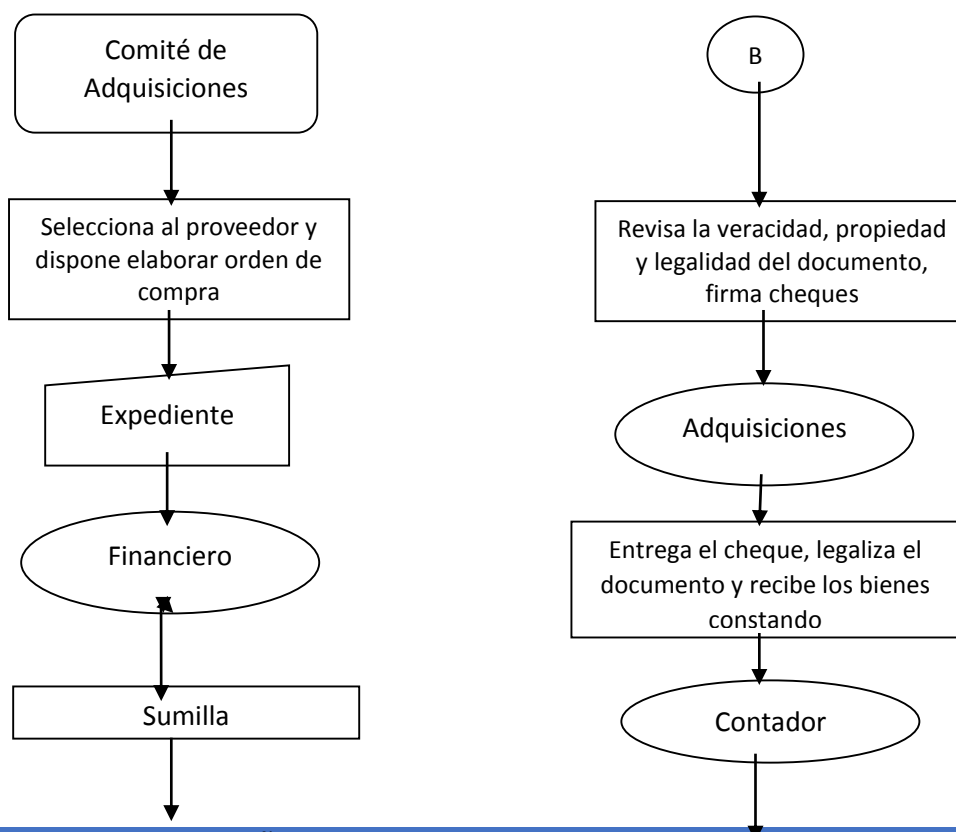 Comité de
Adquisiciones
Selecciona al proveedor y
dispone elaborar orden de
compra
Expediente
Financiero
Sumilla
B
Revisa la veracidad, propiedad
y legalidad del documento,
firma cheques
Adquisiciones
Entrega el cheque, legaliza el
documento y recibe los bienes
constando
Contador